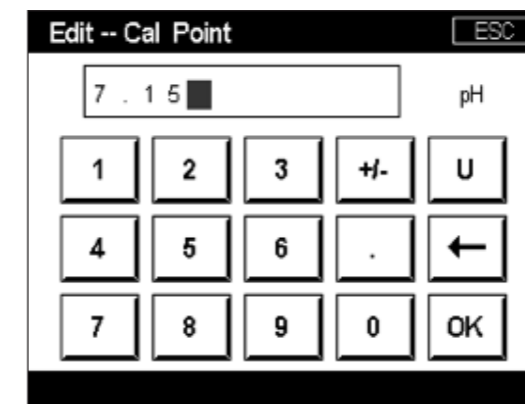 Edit -- Cal Point ESC
7 . 1 5 pH
1 2 3 +/- U
4 5 6 . ←
7 8 9 0 OK